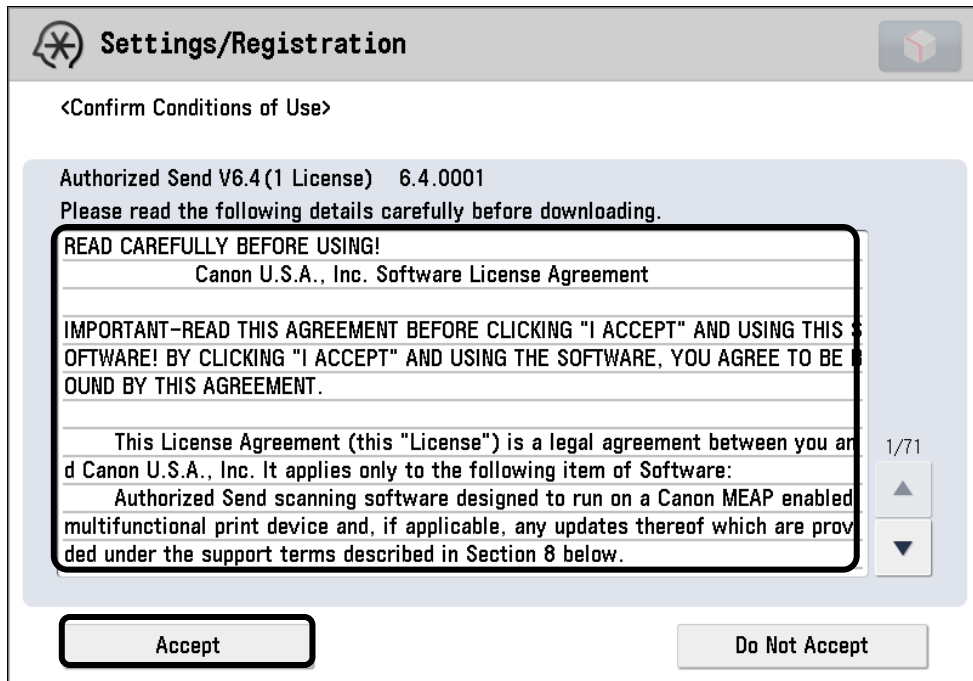 Settings/Registration
<Confirm Conditions of Use>
Authorized Send V6.4(1 License) 6.4.0001
Please read the following details carefully before downloading.
READ CAREFULLY BEFORE USING!
Canon U.S.A., Inc. Software License Agreement
IMPORTANT-READ THIS AGREEMENT BEFORE CLICKING "I ACCEPT" AND USING THIS S
OFTWARE! BY CLICKING "I ACCEPT" AND USING THE SOFTWARE, YOU AGREE TO BE B
OUND BY THIS AGREEMENT.
This License Agreement (this "License") is a legal agreement between you an
d Canon U.S.A., Inc. It applies only to the following item of Software:
Authorized Send scanning software designed to run on a Canon MEAP enabled
multifunctional print device and, if applicable, any updates thereof which are prov
ded under the support terms described in Section 8 below.
1/71
Accept
Do Not Accept